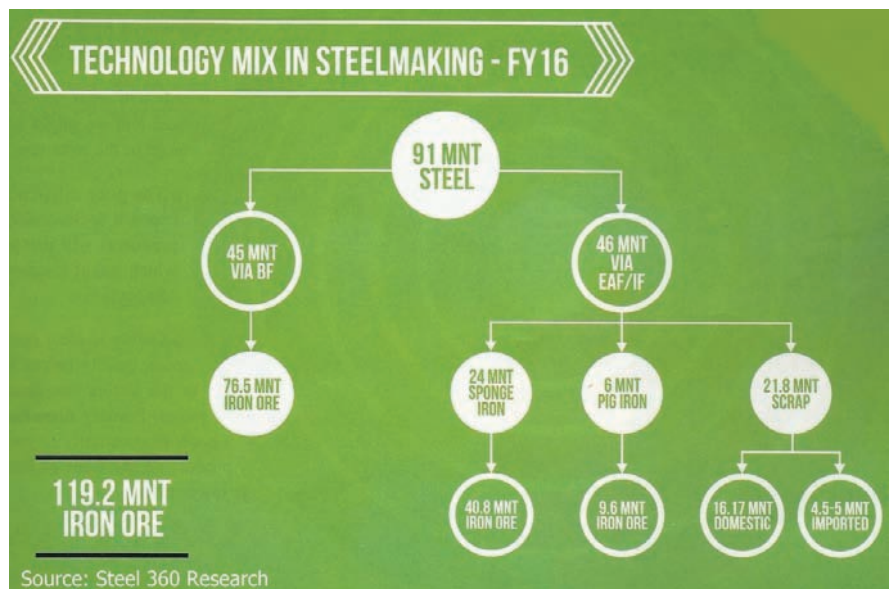 TECHNOLOGY MIX IN STEELMAKING - FY16
91 MNT
STEEL
45 MNT
VIA BF
46 MNT
VIA
EAF/IF
76.5 MNT
IRON ORE
24 MNT
SPONGE
IRON
6 MNT
PIG IRON
21.8 MNT
SCRAP
40.8 MNT
IRON ORE
9.6 MNT
IRON ORE
16.17 MNT
DOMESTIC
4.5-5 MNT
IMPORTED
119.2 MNT
IRON ORE
Source: Steel 360 Research